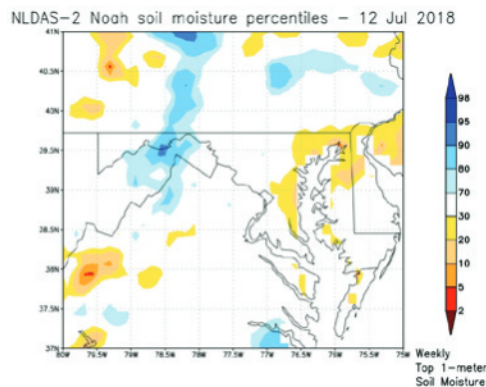 NLDAS-2 Noah soil moisture percentiles - 12 Jul 2018
41N
40.5N
40N
39.5N
39N
38.5N
38N
37.5N
37N
80W 79.5W 79W 78.5W 78W 77.5W 77W 76.5W 76W 75.5W 75W
98
95
90
80
70
30
20
10
5
2
Weekly
Top 1-meter
Soil Moisture